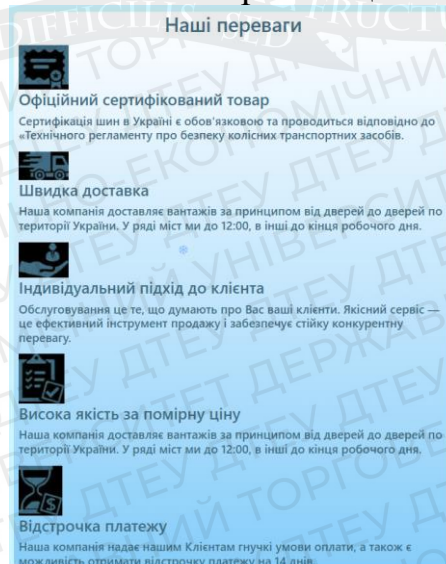 DIFFICILIS SED FRUCT
Наші переваги
Офіційний сертифікований товар
Сертифікація шин в Україні є обов'язковою та проводиться відповідно до
«Технічного регламенту про безпеку колісних транспортних засобів.
Швидка доставка
Наша компанія доставляє вантажів за принципом від дверей до дверей по
території України. У ряді міст ми до 12:00, в інші до кінця робочого дня.
Індивідуальний підхід до клієнта
Обслуговування це те, що думають про Вас ваші клієнти. Якісний сервіс —
це ефективний інструмент продажу і забезпечує стійку конкурентну
перевагу.
Висока якість за помірну ціну
Наша компанія доставляє вантажів за принципом від дверей до дверей по
території України. У ряді міст ми до 12:00, в інші до кінця робочого дня.
Відстрочка платежу
Наша компанія надає нашим Клієнтам гнучкі умови оплати, а також є
можливість отримати відстрочку платежу на 14 днів